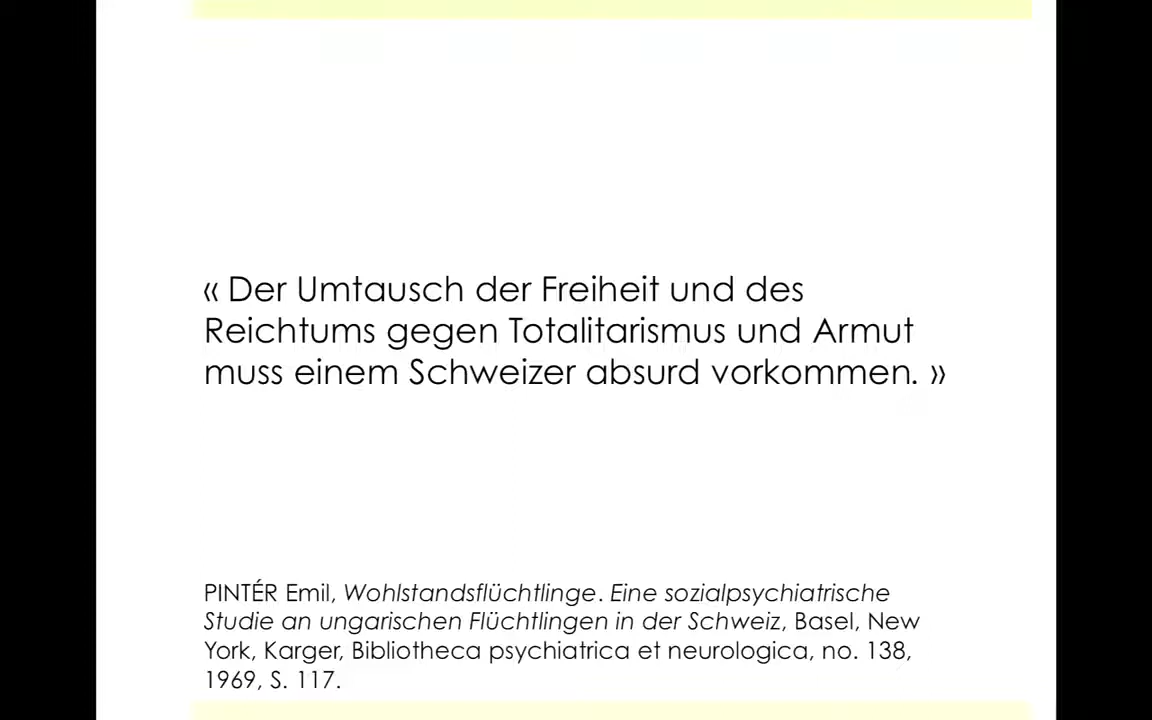 « Der Umtausch der Freiheit und des
Reichtums gegen Totalitarismus und Armut
muss einem Schweizer absurd vorkommen. »
PINTÉR Emil, Wohlstandsflüchtlinge. Eine sozialpsychiatrische
Studie an ungarischen Flüchtlingen in der Schweiz, Basel, New
York, Karger, Bibliotheca psychiatrica et neurologica, no. 138,
1969, S. 117.